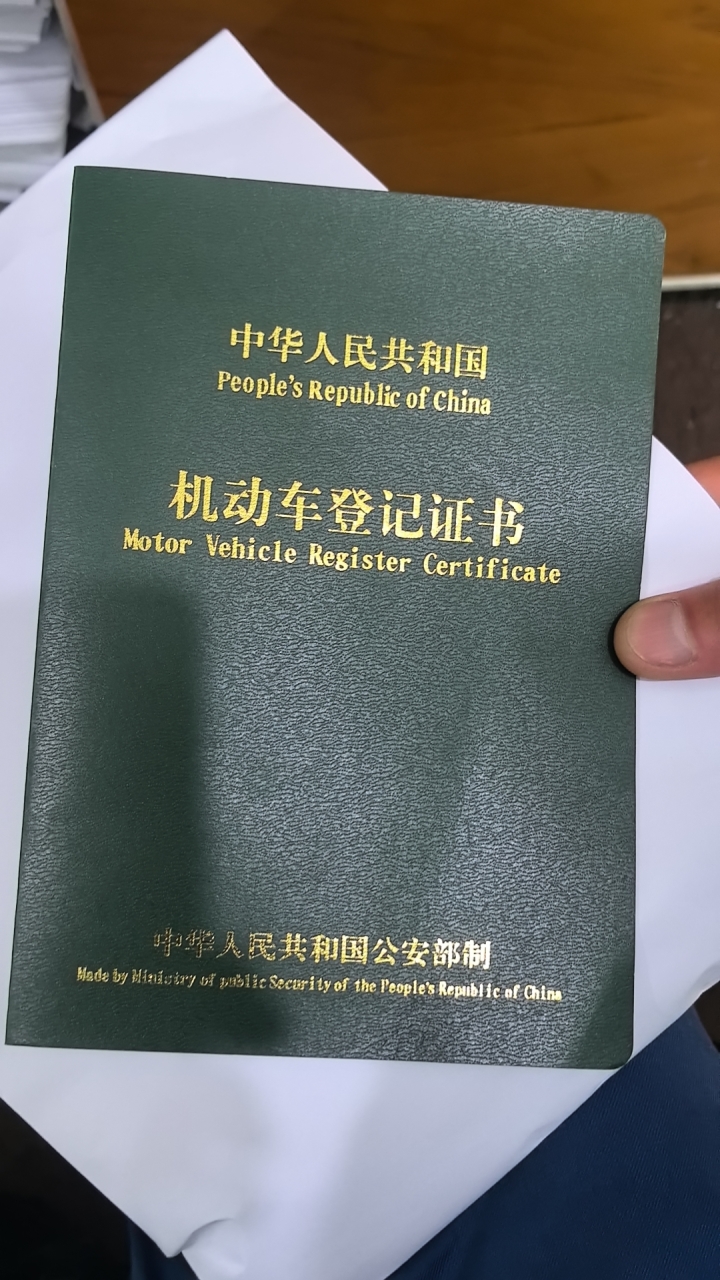 中华人民共和国
People's Republic of China
机动车登记证书
Motor Vehicle Register Certificate
中华人民共和国公安部制
Made by Ministry of public Security of the People's Republic of China